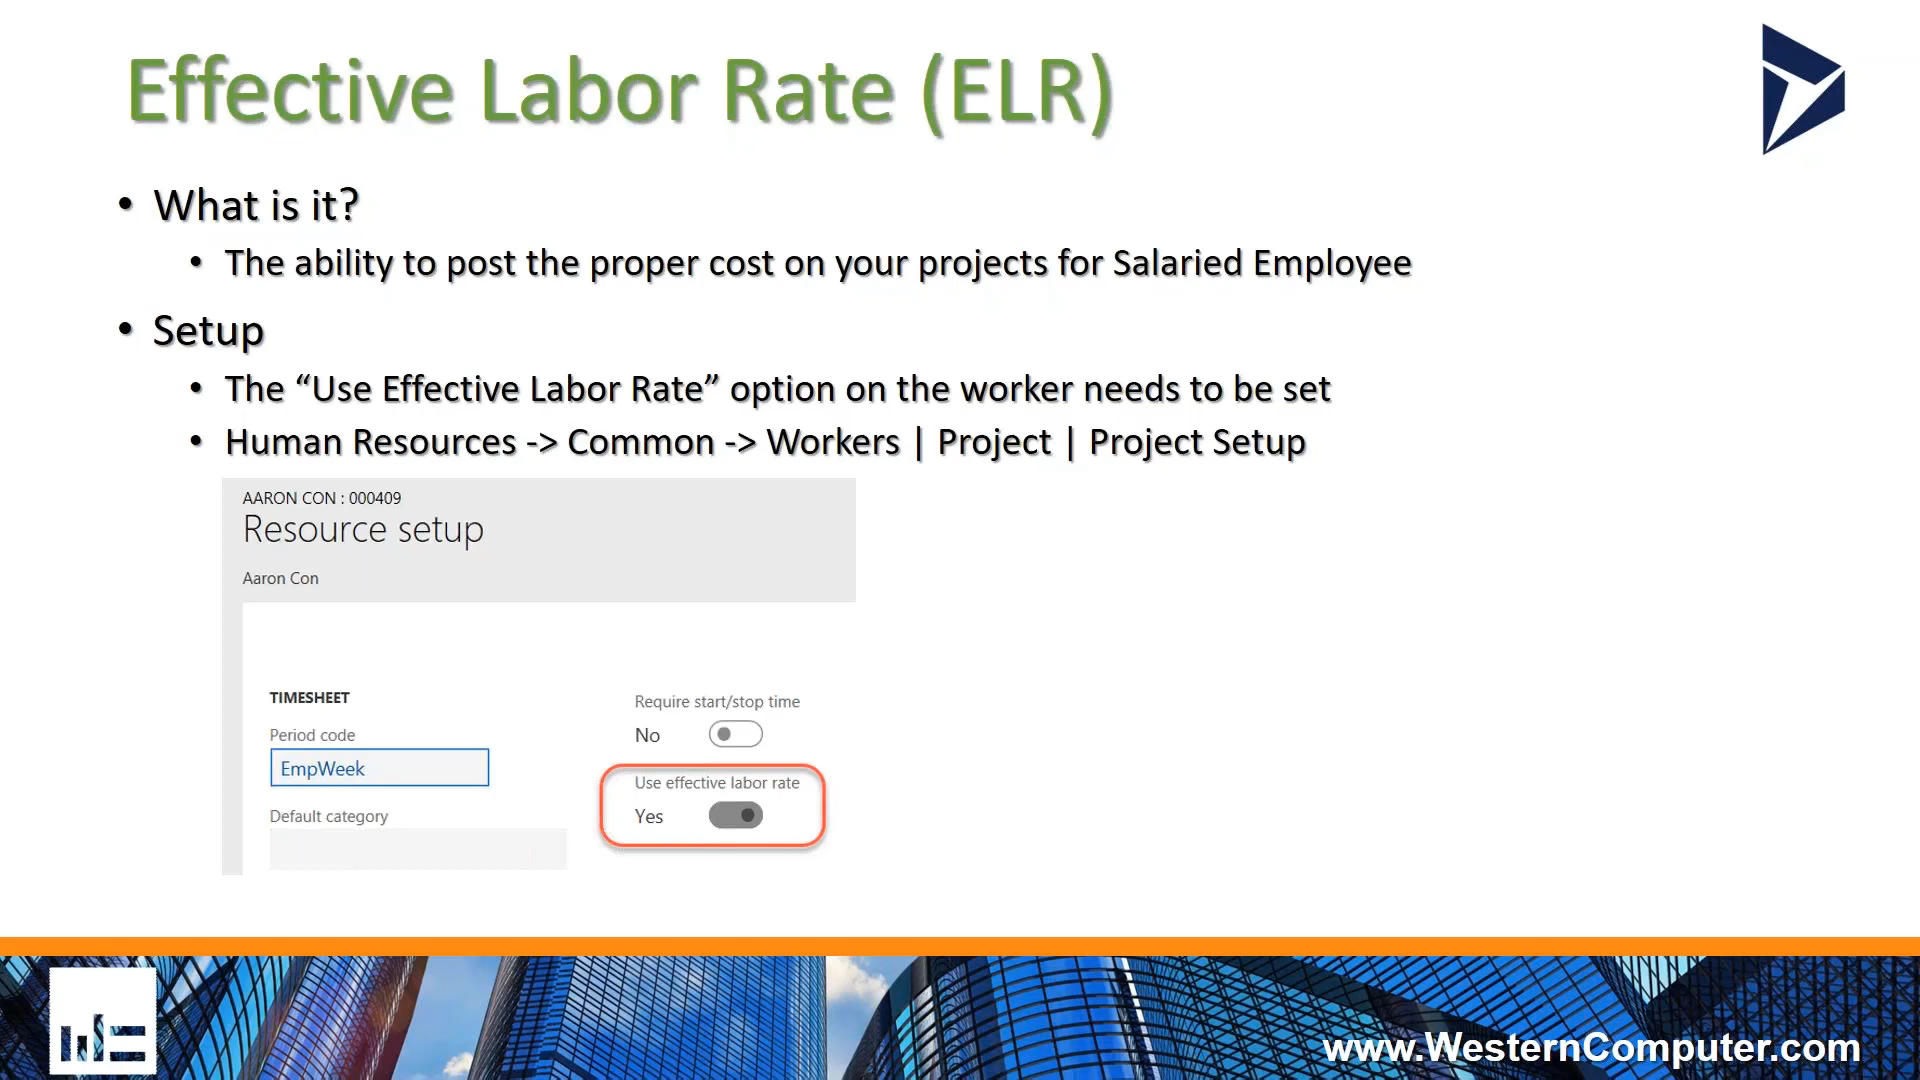 Effective Labor Rate (ELR)
• What is it?
• The ability to post the proper cost on your projects for Salaried Employee
• Setup
• The “Use Effective Labor Rate” option on the worker needs to be set
• Human Resources -> Common -> Workers | Project | Project Setup
AARON CON : 000409
Resource setup
Aaron Con
TIMESHEET
Period code
EmpWeek
Default category
Require start/stop time
No
Use effective labor rate
Yes
www.WesternComputer.com